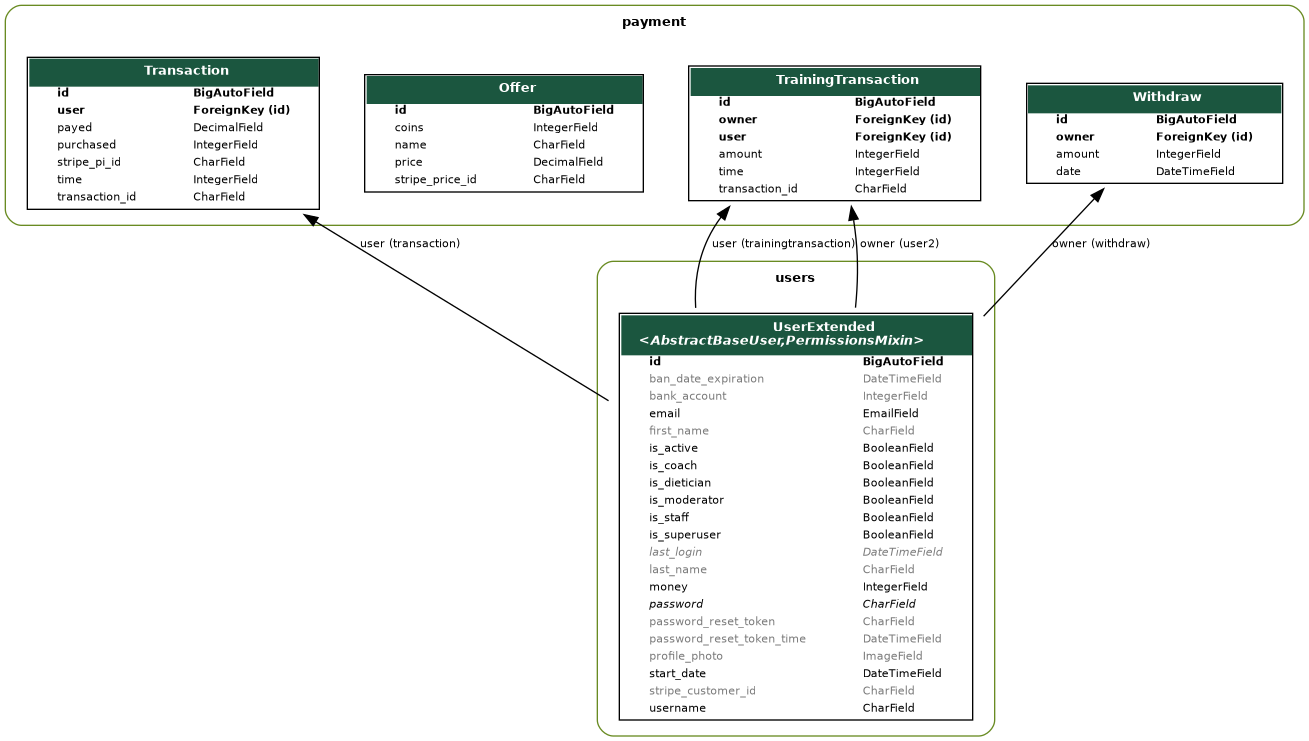 payment
Transaction
id BigAutoField
user ForeignKey (id)
payed DecimalField
purchased IntegerField
stripe_pi_id CharField
time IntegerField
transaction_id CharField
Offer
id BigAutoField
coins IntegerField
name CharField
price DecimalField
stripe_price_id CharField
TrainingTransaction
id BigAutoField
owner ForeignKey (id)
user ForeignKey (id)
amount IntegerField
time IntegerField
transaction_id CharField
Withdraw
id BigAutoField
owner ForeignKey (id)
amount IntegerField
date DateTimeField
user (transaction)
user (trainingtransaction)
owner (user2)
owner (withdraw)
users
UserExtended
<AbstractBaseUser,PermissionsMixin>
id BigAutoField
ban_date_expiration DateTimeField
bank_account IntegerField
email EmailField
first_name CharField
is_active BooleanField
is_coach BooleanField
is_dietician BooleanField
is_moderator BooleanField
is_staff BooleanField
is_superuser BooleanField
last_login DateTimeField
last_name CharField
money IntegerField
password CharField
password_reset_token CharField
password_reset_token_time DateTimeField
profile_photo ImageField
start_date DateTimeField
stripe_customer_id CharField
username CharField